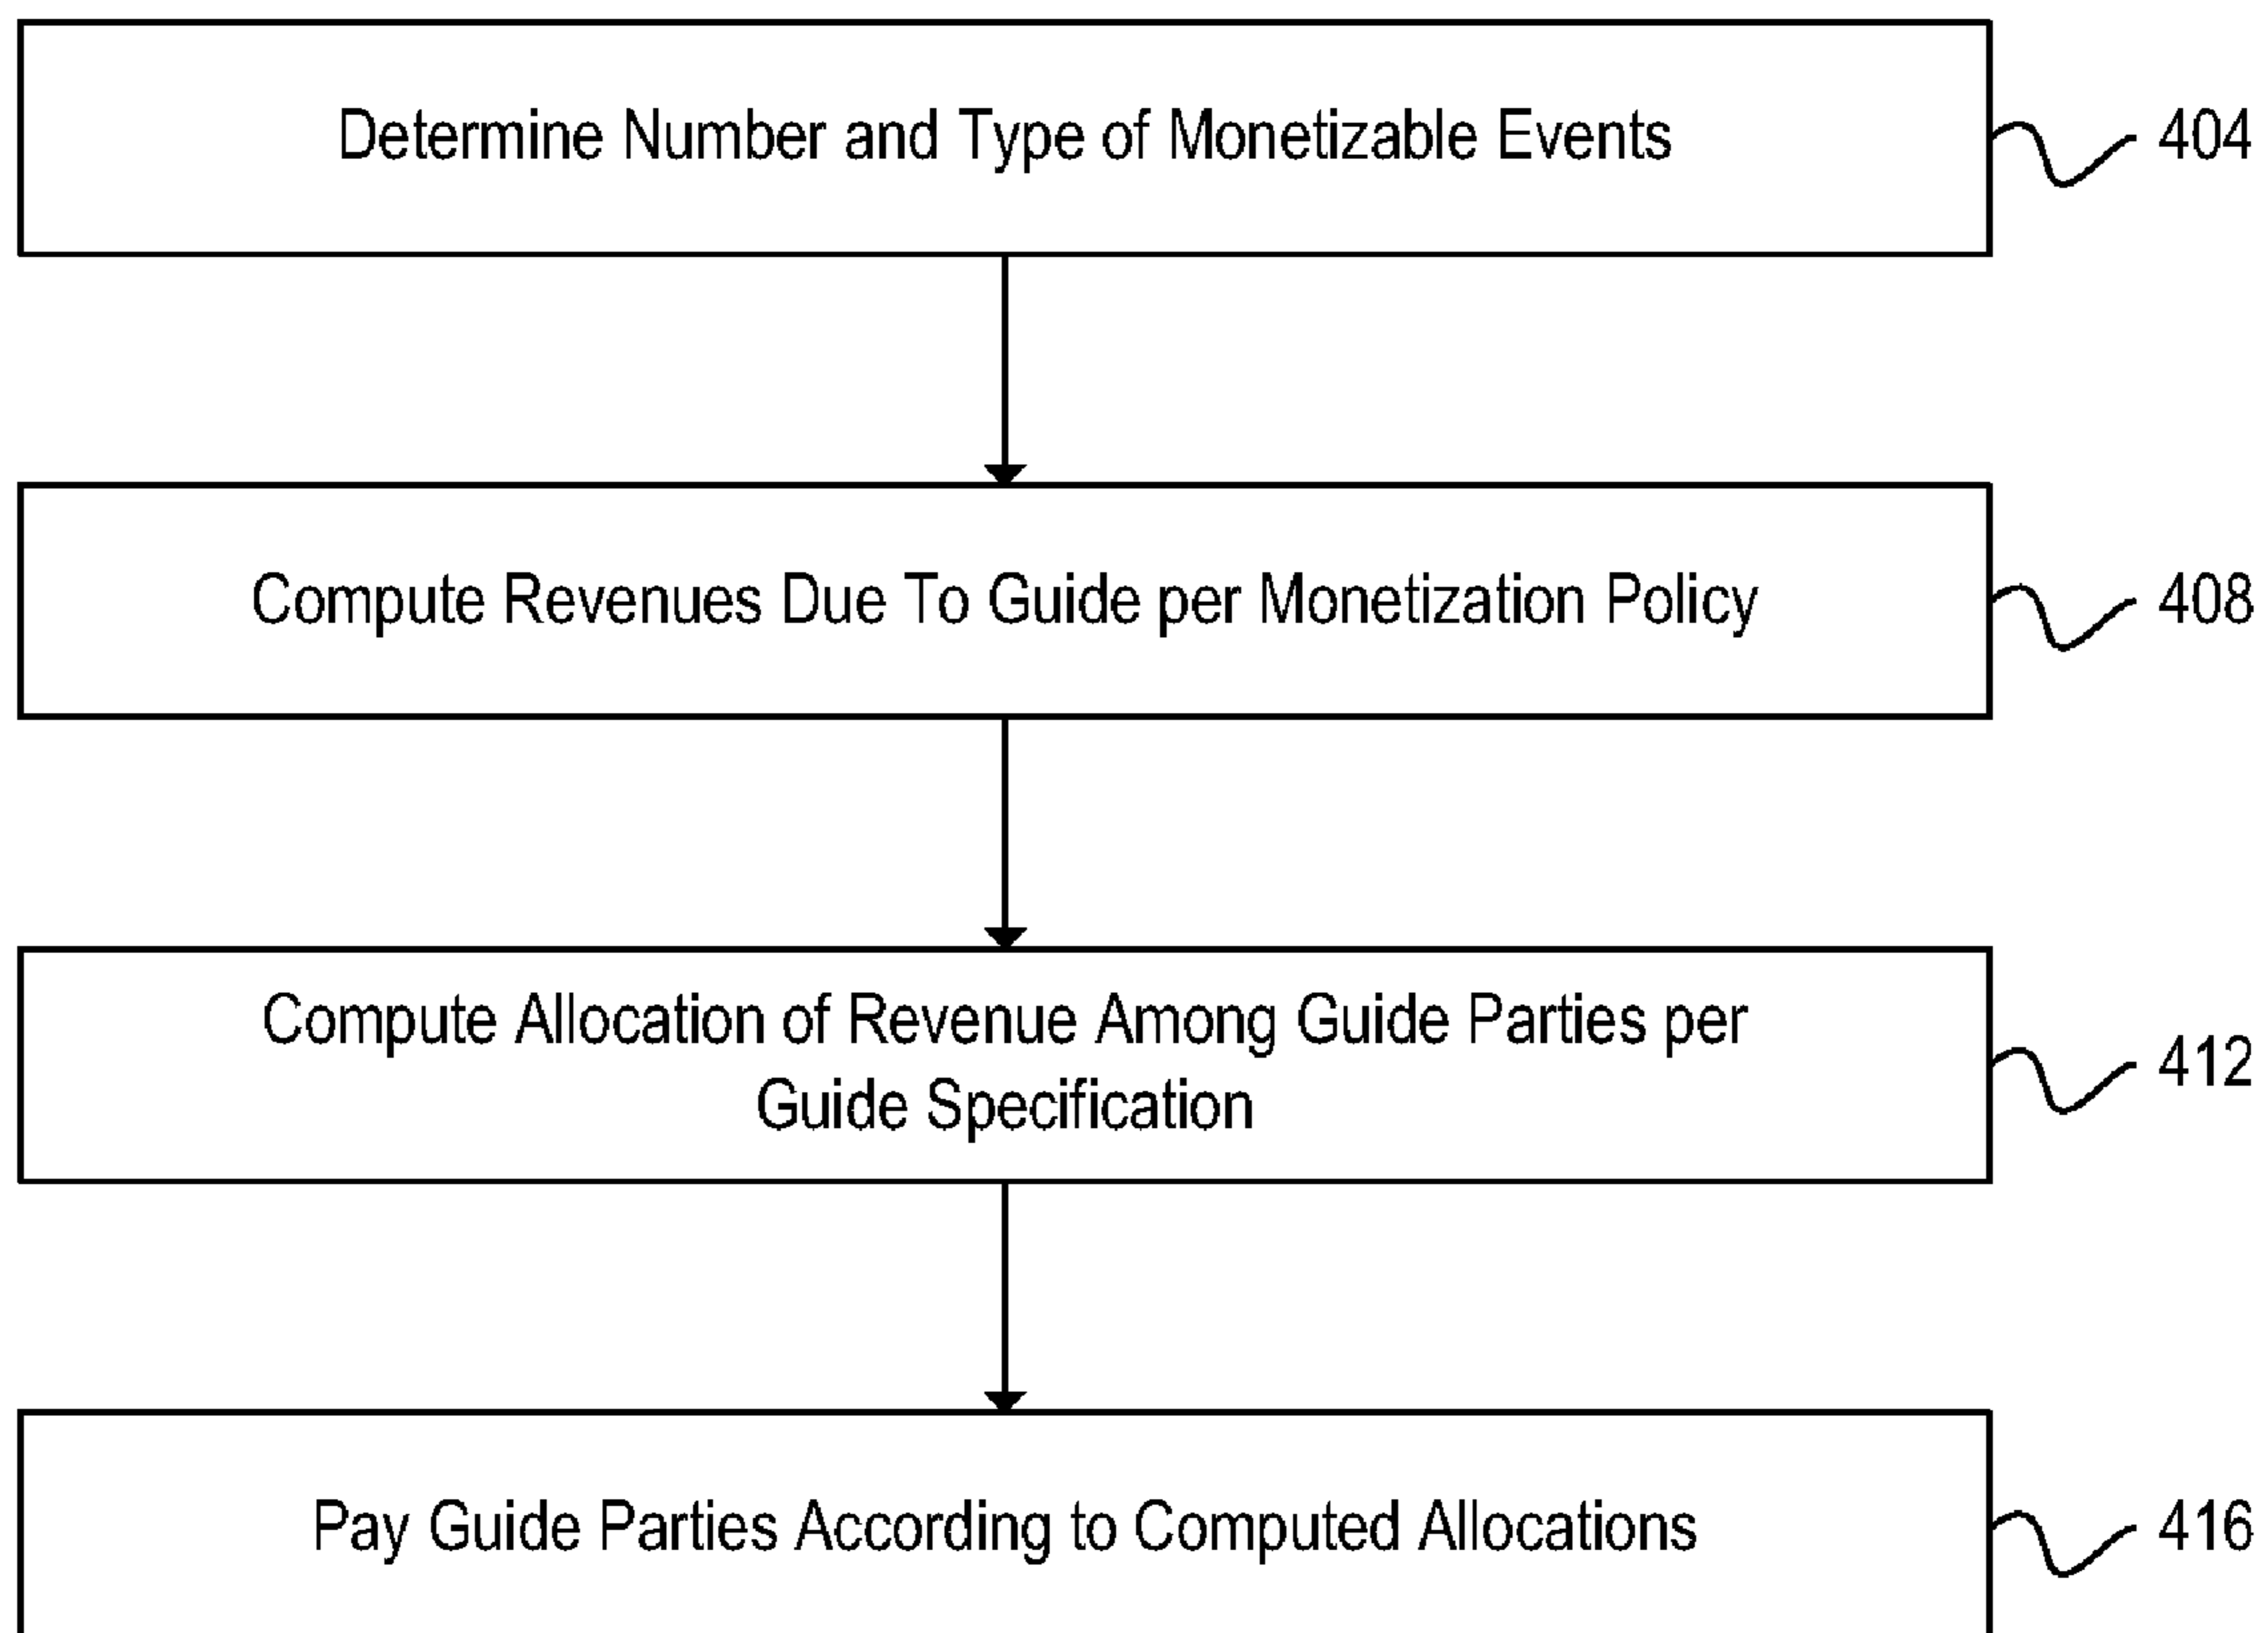 Determine Number and Type of Monetizable Events
404
Compute Revenues Due To Guide per Monetization Policy
408
Compute Allocation of Revenue Among Guide Parties per
Guide Specification
412
Pay Guide Parties According to Computed Allocations
416